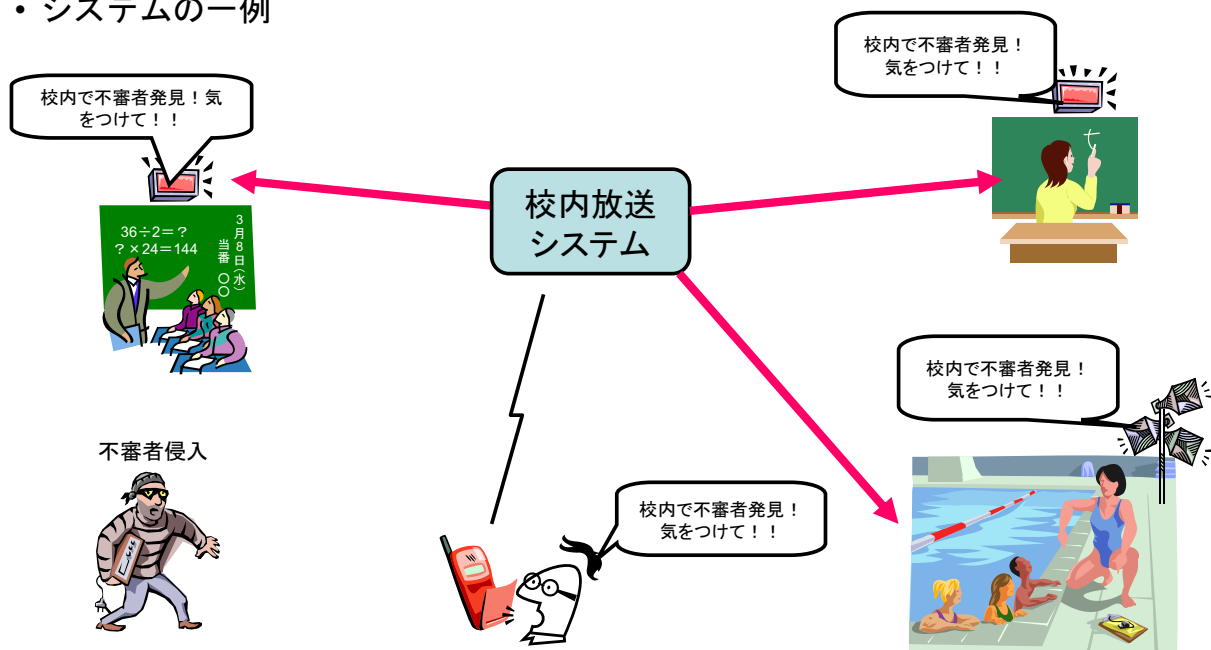 ・システムの一例
校内で不審者発見！
気をつけて！！
校内で不審者発見！気
をつけて！！
校内放送
システム
36÷2＝？
？×24＝144
3月8日（水）
当番　〇〇
校内で不審者発見！
気をつけて！！
不審者侵入
校内で不審者発見！
気をつけて！！